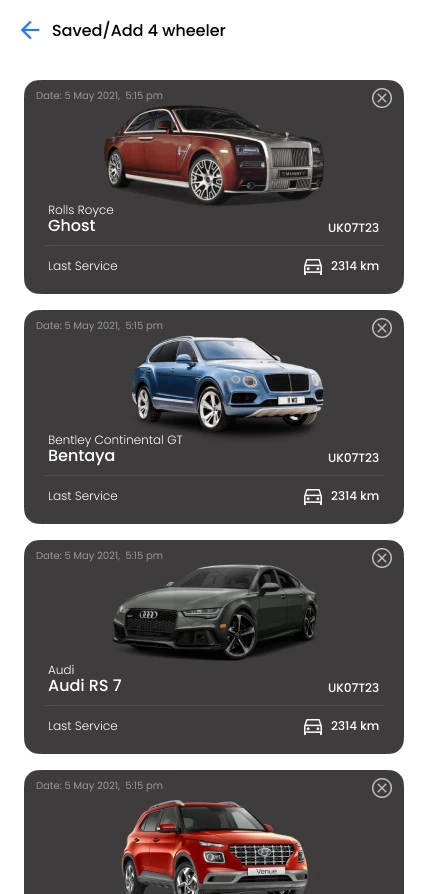 Saved/Add 4 wheeler
Date: 5 May 2021, 5:15 pm
Rolls Royce
Ghost
UK07T23
Last Service
2314 km
Date: 5 May 2021, 5:15 pm
Bentley Continental GT
Bentaya
UK07T23
Last Service
2314 km
Date: 5 May 2021, 5:15 pm
Audi
Audi RS 7
UK07T23
Last Service
2314 km
Date: 5 May 2021, 5:15 pm
Venue